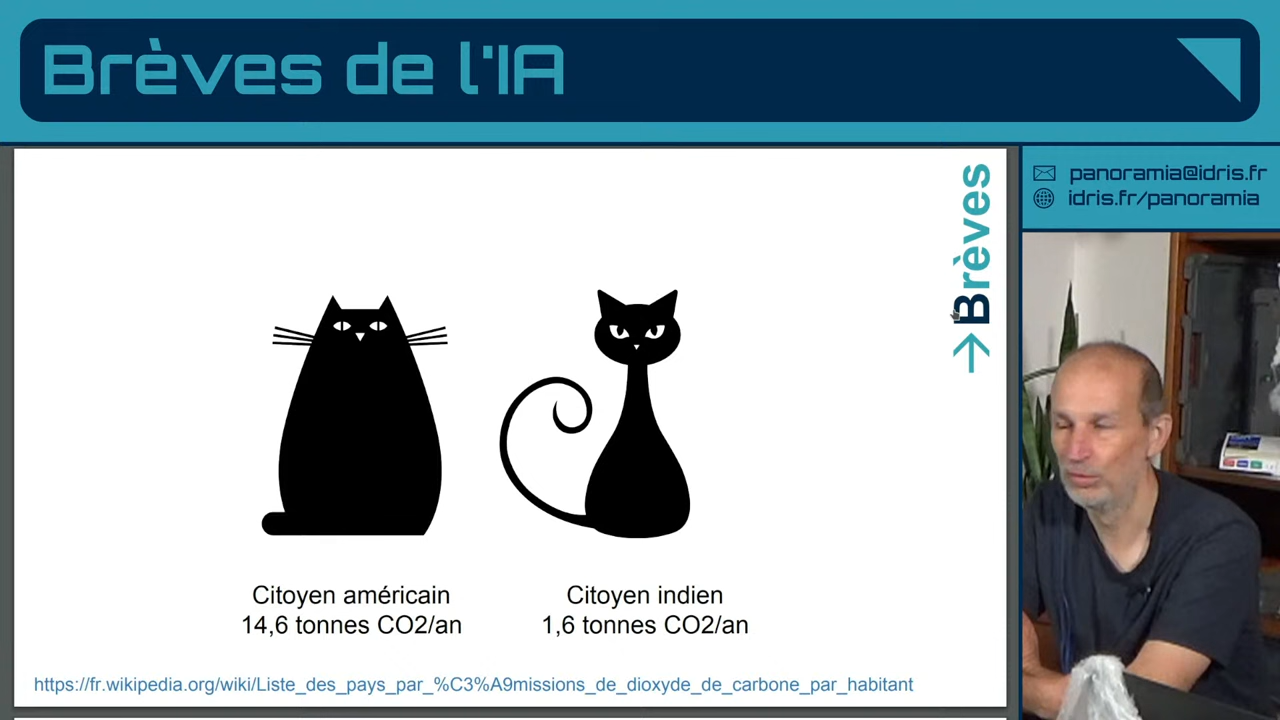 Brèves de l'IA
panoramia@idris.fr
idris.fr/panoramia
→Brèves
Citoyen américain
14,6 tonnes CO2/an
Citoyen indien
1,6 tonnes CO2/an
https://fr.wikipedia.org/wiki/Liste_des_pays_par_%C3%A9missions_de_dioxyde_de_carbone_par_habitant